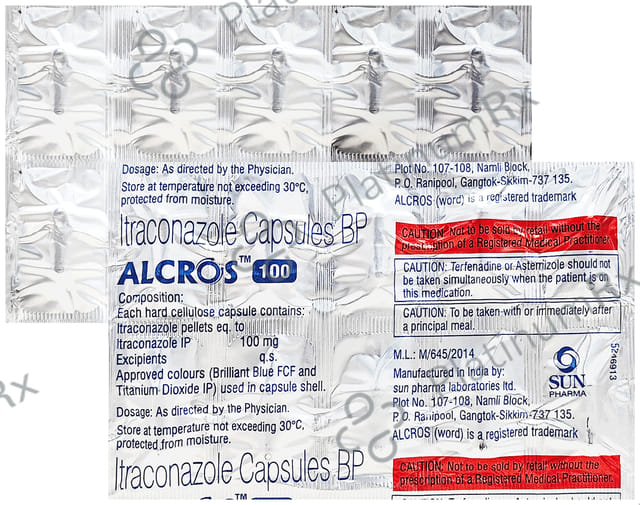 Dosage: As directed by the Physician.
Store at temperature not exceeding 30°C,
protected from moisture.
Itraconazole Capsules BP
ALCROS™ 100
Composition:
Each hard cellulose capsule contains:
Itraconazole pellets eq. to
Itraconazole IP 100 mg
Excipients q.s.
Approved colours (Brilliant Blue FCF and
Titanium Dioxide IP) used in capsule shell.
Dosage: As directed by the Physician.
Store at temperature not exceeding 30°C,
protected from moisture.
Itraconazole Capsules BP
Plot No. 107-108, Namli Block,
P.O. Ranipool, Gangtok-Sikkim-737 135.
ALCROS (word) is a registered trademark
CAUTION: Not to be sold by retail without the
prescription of a Registered Medical Practitioner.
CAUTION: Terfenadine or Astemizole should not
be taken simultaneously when the patient is on
this medication.
CAUTION: To be taken with or immediately after
a principal meal.
M.L.: M/645/2014
Manufactured in India by:
sun pharma laboratories ltd.
Plot No. 107-108, Namli Block,
P.O. Ranipool, Gangtok-Sikkim-737 135.
ALCROS (word) is a registered trademark
SUN
PHARMA
5246913
CAUTION: Not to be sold by retail without the
prescription of a Registered Medical Practitioner.
PlatinumRx
PlatinumRx
Rx